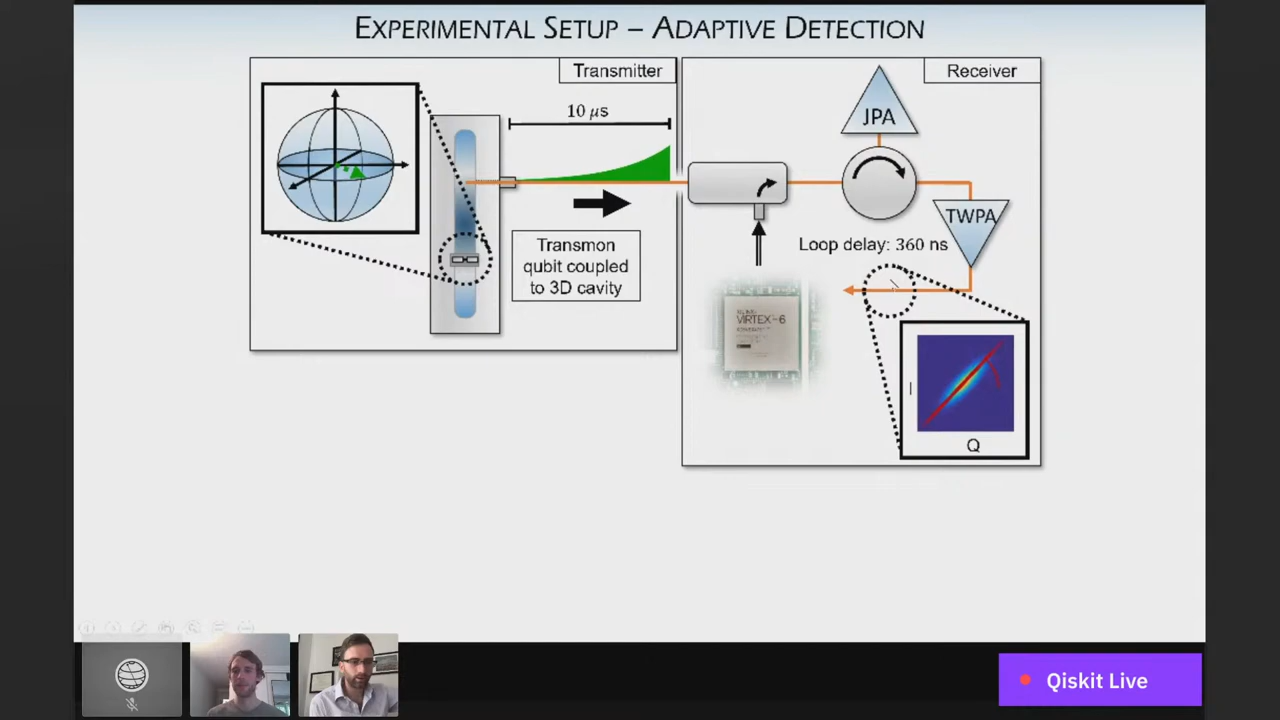 EXPERIMENTAL SETUP – ADAPTIVE DETECTION
Transmitter
10 μs
Transmon
qubit coupled
to 3D cavity
Receiver
JPA
TWPA
Loop delay: 360 ns
VIRTEX-6
I
Q
Qiskit Live